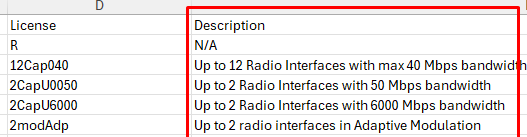 D
License Description
R N/A
12Cap040 Up to 12 Radio Interfaces with max 40 Mbps bandwidth
2CapU0050 Up to 2 Radio Interfaces with 50 Mbps bandwidth
2CapU6000 Up to 2 Radio Interfaces with 6000 Mbps bandwidth
2modAdp Up to 2 radio interfaces in Adaptive Modulation